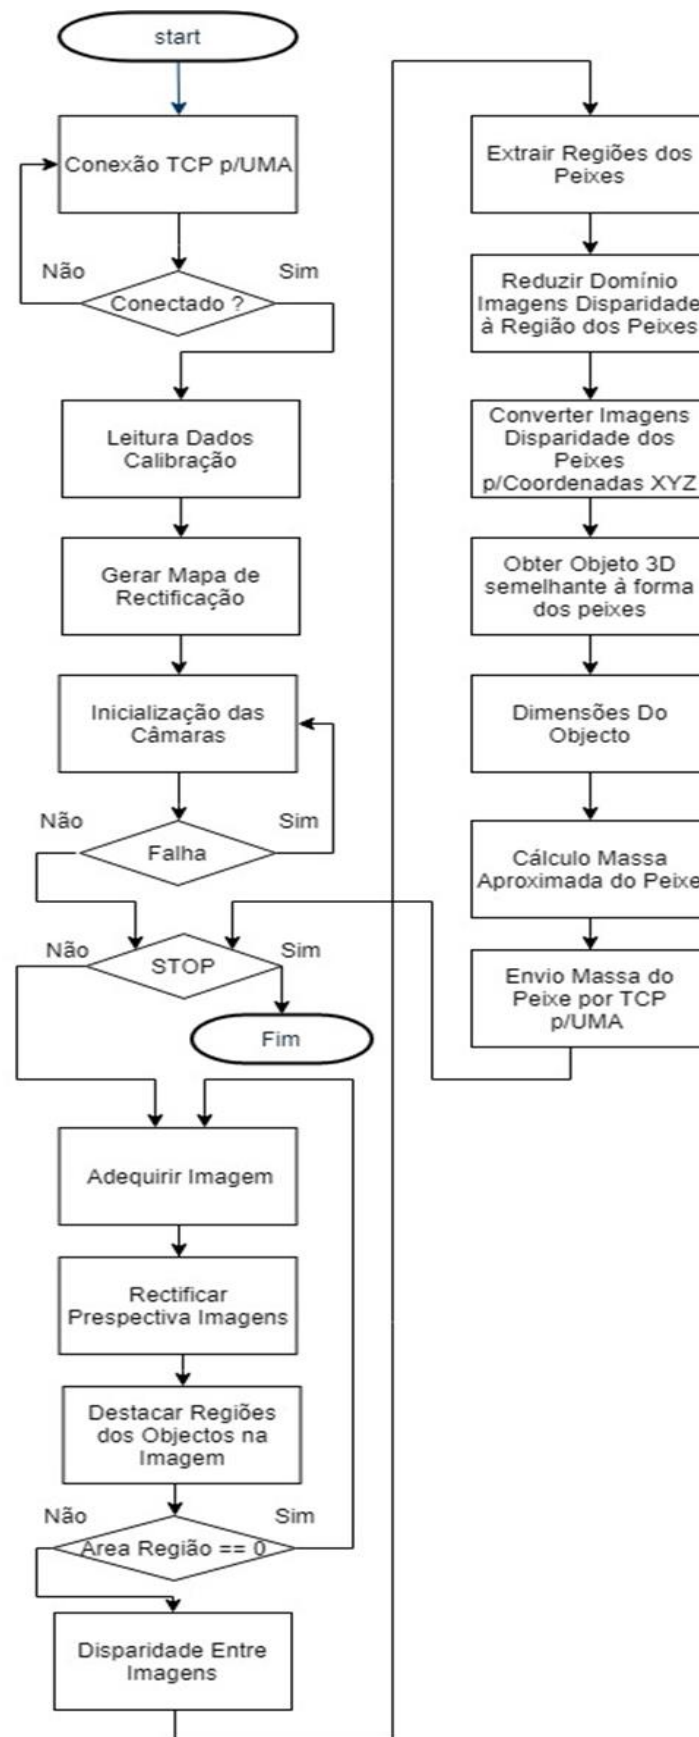 start
Conexão TCP p/UMA
Não
Sim
Conectado ?
Leitura Dados
Calibração
Gerar Mapa de
Rectificação
Inicialização das
Câmaras
Não
Sim
Falha
Não
Sim
STOP
Fim
Adequirir Imagem
Rectificar
Prespectiva Imagens
Destacar Regiões
dos Objectos na
Imagem
Não
Sim
Area Região == 0
Disparidade Entre
Imagens
Extrair Regiões dos
Peixes
Reduzir Domínio
Imagens Disparidade
à Região dos Peixes
Converter Imagens
Disparidade dos
Peixes
p/Coordenadas XYZ
Obter Objeto 3D
semelhante à forma
dos peixes
Dimensões Do
Objecto
Cálculo Massa
Aproximada do Peixe
Envio Massa do
Peixe por TCP
p/UMA